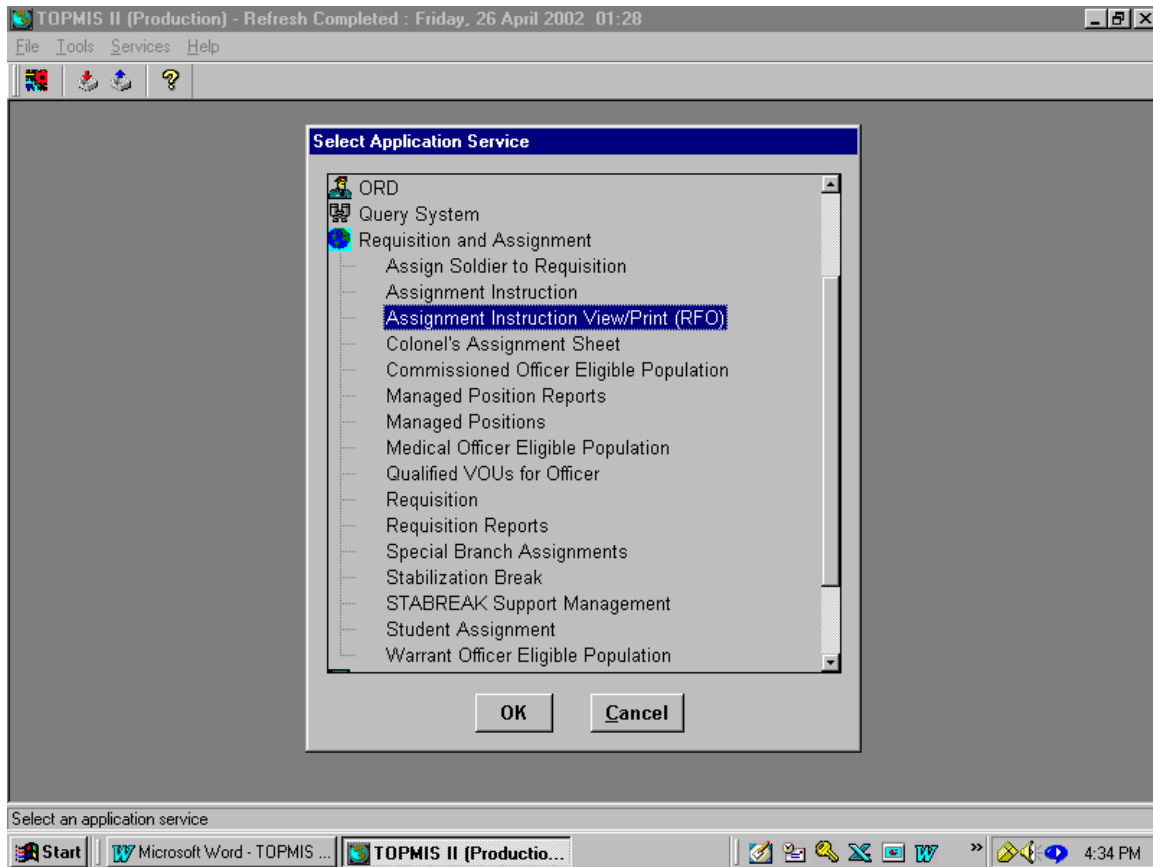 TOPMIS II (Production) - Refresh Completed : Friday, 26 April 2002 01:28
File Tools Services Help
Select Application Service
ORD
Query System
Requisition and Assignment
Assign Soldier to Requisition
Assignment Instruction
Assignment Instruction View/Print (RFO)
Colonel's Assignment Sheet
Commissioned Officer Eligible Population
Managed Position Reports
Managed Positions
Medical Officer Eligible Population
Qualified VOUs for Officer
Requisition
Requisition Reports
Special Branch Assignments
Stabilization Break
STABREAK Support Management
Student Assignment
Warrant Officer Eligible Population
OK Cancel
Select an application service
Start Microsoft Word - TOPMIS ... TOPMIS II (Productio... » 4:34 PM